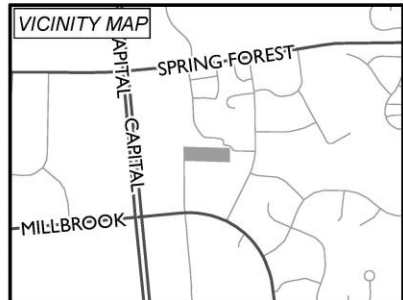 VICINITY MAP
CAPITAL
SPRING FOREST
CAPITAL
MILLBROOK